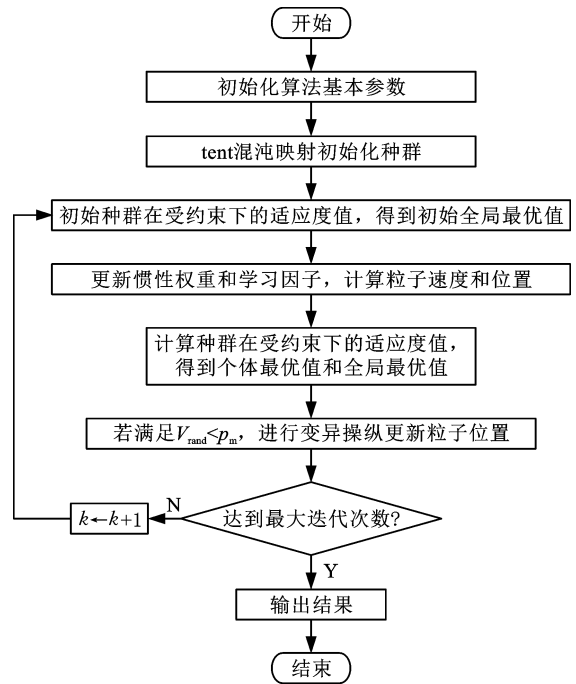 开始
初始化算法基本参数
tent混沌映射初始化种群
初始种群在受约束下的适应度值，得到初始全局最优值
更新惯性权重和学习因子，计算粒子速度和位置
计算种群在受约束下的适应度值，
得到个体最优值和全局最优值
若满足Vrand<pm，进行变异操纵更新粒子位置
达到最大迭代次数?
N
k←k+1
Y
输出结果
结束